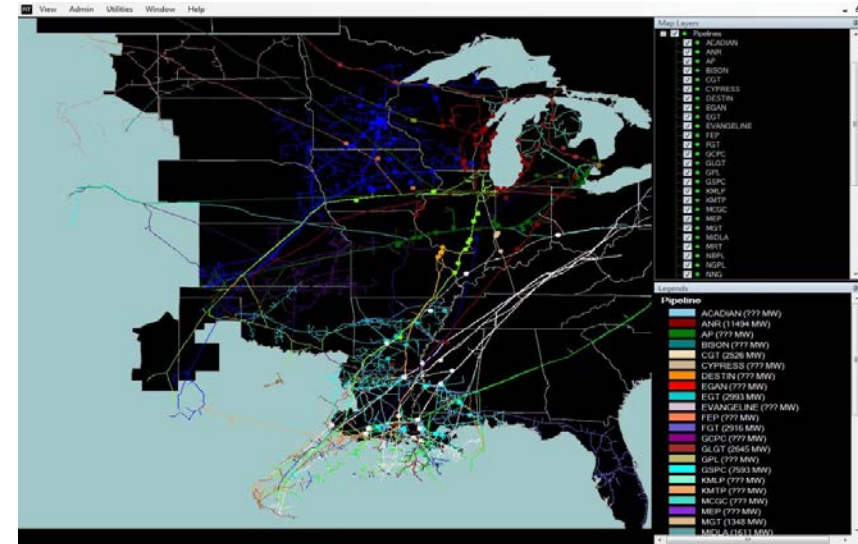 RT View Admin Utilities Window Help
Map Layers
Pipelines
ACADIAN
ANR
AP
BISON
CGT
CYPRESS
DESTIN
EGAN
EGT
EVANGELINE
FEP
FGT
GCPC
GLGT
GPL
GSPC
KMLP
KMTP
MCGC
MEP
MGT
MIDLA
MRT
NBPL
NGPL
NNG
Legends
Pipeline
ACADIAN (??? MW)
ANR (11494 MW)
AP (??? MW)
BISON (??? MW)
CGT (2526 MW)
CYPRESS (??? MW)
DESTIN (??? MW)
EGAN (??? MW)
EGT (2993 MW)
EVANGELINE (??? MW)
FEP (??? MW)
FGT (2916 MW)
GCPC (??? MW)
GLGT (2645 MW)
GPL (??? MW)
GSPC (7593 MW)
KMLP (??? MW)
KMTP (??? MW)
MCGC (??? MW)
MEP (??? MW)
MGT (1348 MW)
MIDLA (1611 MW)